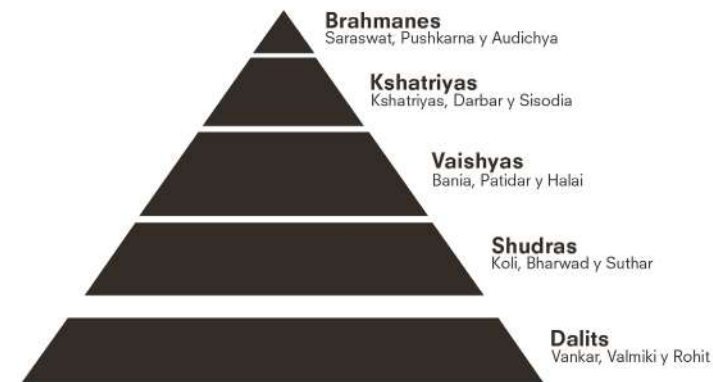 Brahmanes
Saraswat, Pushkarna y Audichya
Kshatriyas
Kshatriyas, Darbar y Sisodia
Vaishyas
Bania, Patidar y Halai
Shudras
Koli, Bharwad y Suthar
Dalits
Vankar, Valmiki y Rohit